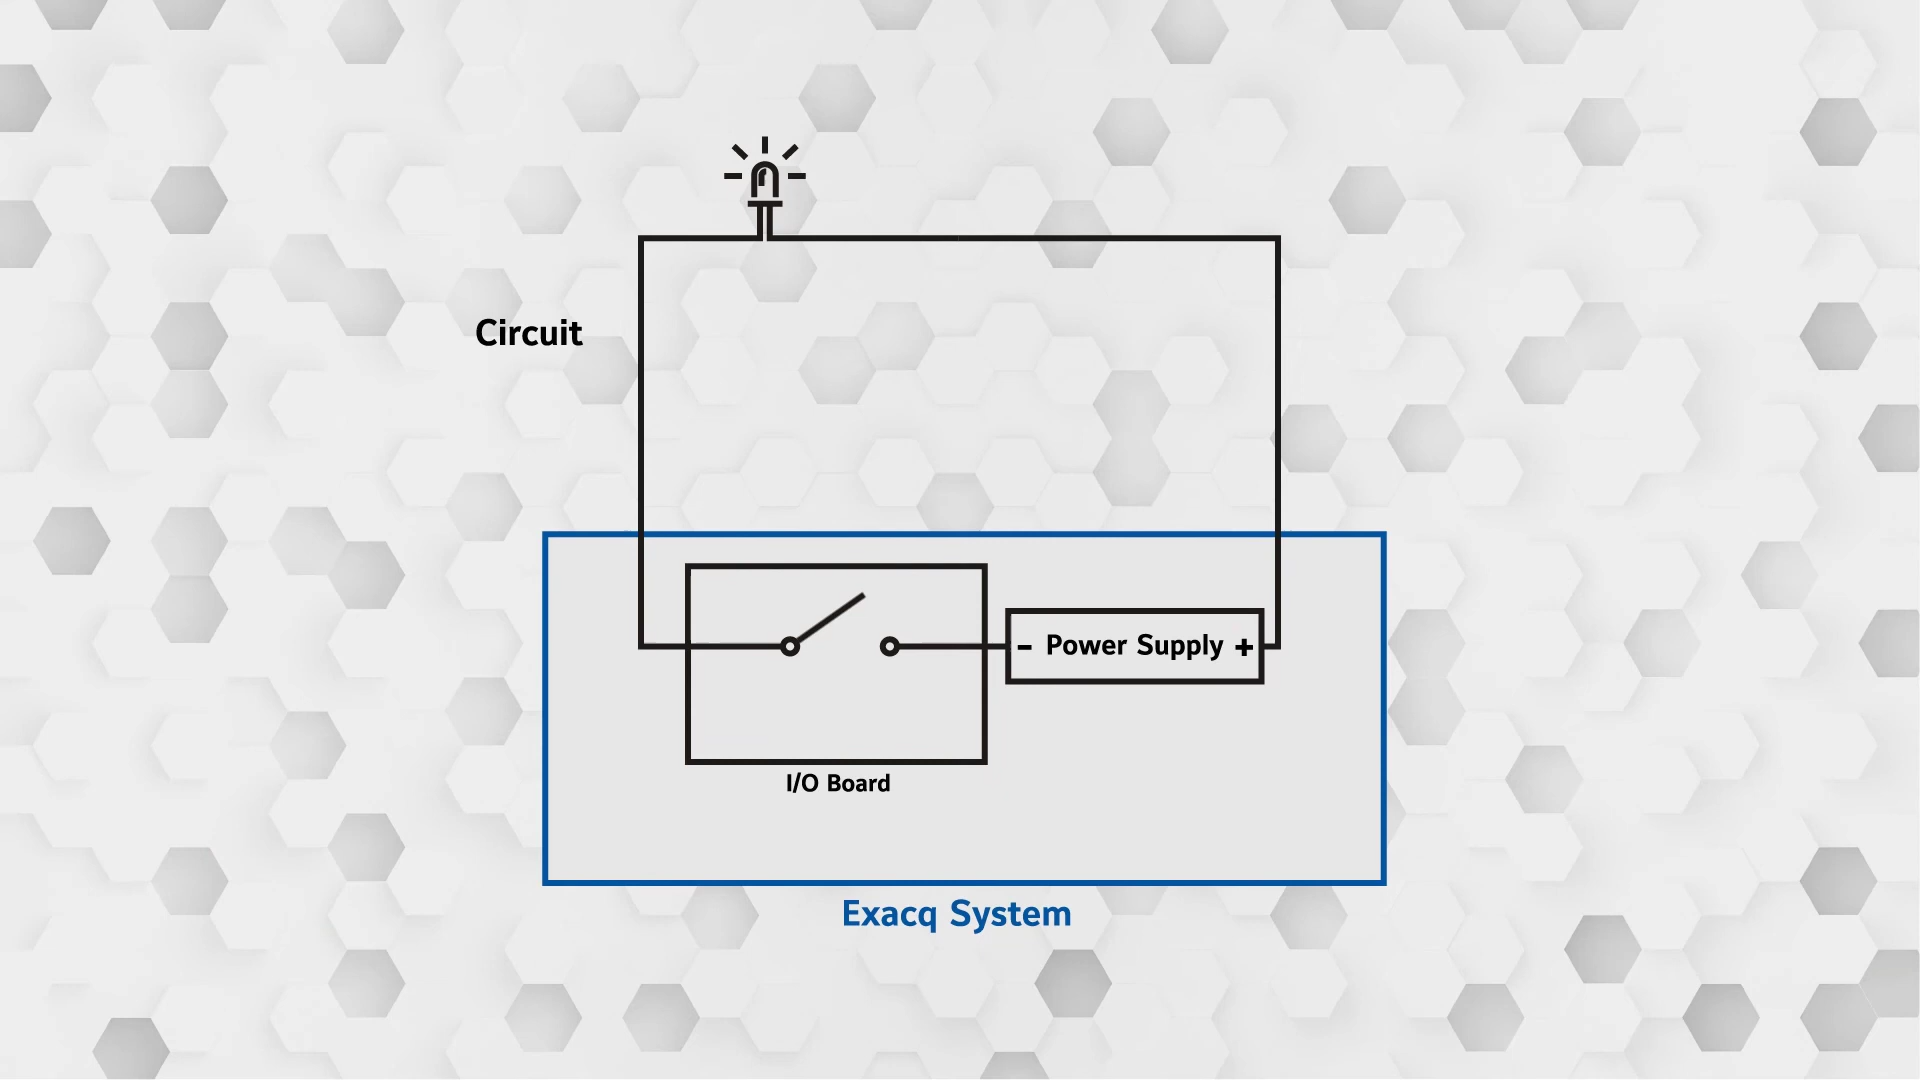 Circuit
- Power Supply +
I/O Board
Exacq System